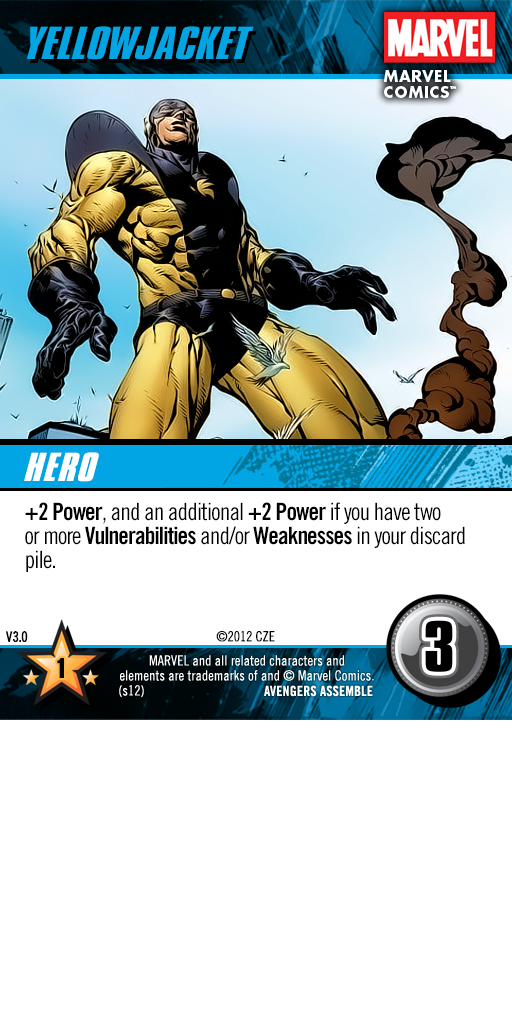 YELLOWJACKET
MARVEL
MARVEL
COMICS™
HERO
+2 Power, and an additional +2 Power if you have two
or more Vulnerabilities and/or Weaknesses in your discard
pile.
V3.0
©2012 CZE
1
MARVEL and all related characters and
elements are trademarks of and © Marvel Comics.
(s12)
AVENGERS ASSEMBLE
3